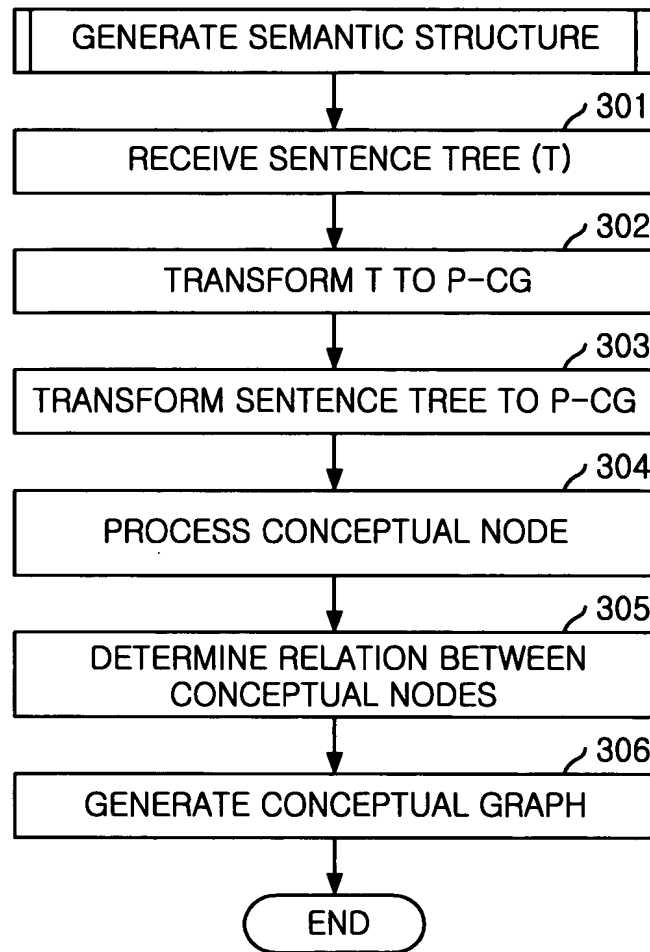 GENERATE SEMANTIC STRUCTURE
301
RECEIVE SENTENCE TREE (T)
302
TRANSFORM T TO P-CG
303
TRANSFORM SENTENCE TREE TO P-CG
304
PROCESS CONCEPTUAL NODE
305
DETERMINE RELATION BETWEEN
CONCEPTUAL NODES
306
GENERATE CONCEPTUAL GRAPH
END